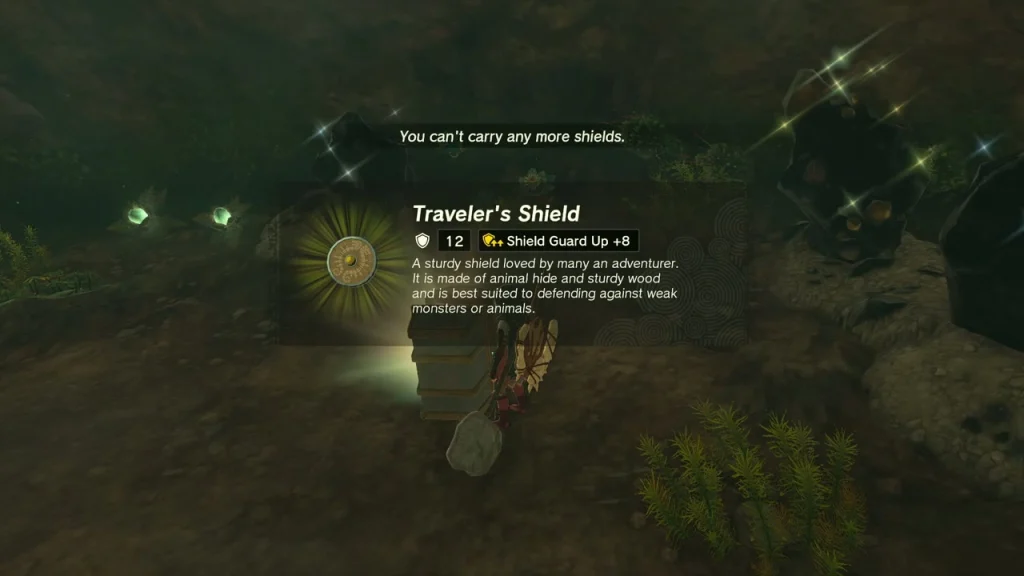 You can't carry any more shields.
Traveler's Shield
12 Shield Guard Up +8
A sturdy shield loved by many an adventurer.
It is made of animal hide and sturdy wood
and is best suited to defending against weak
monsters or animals.